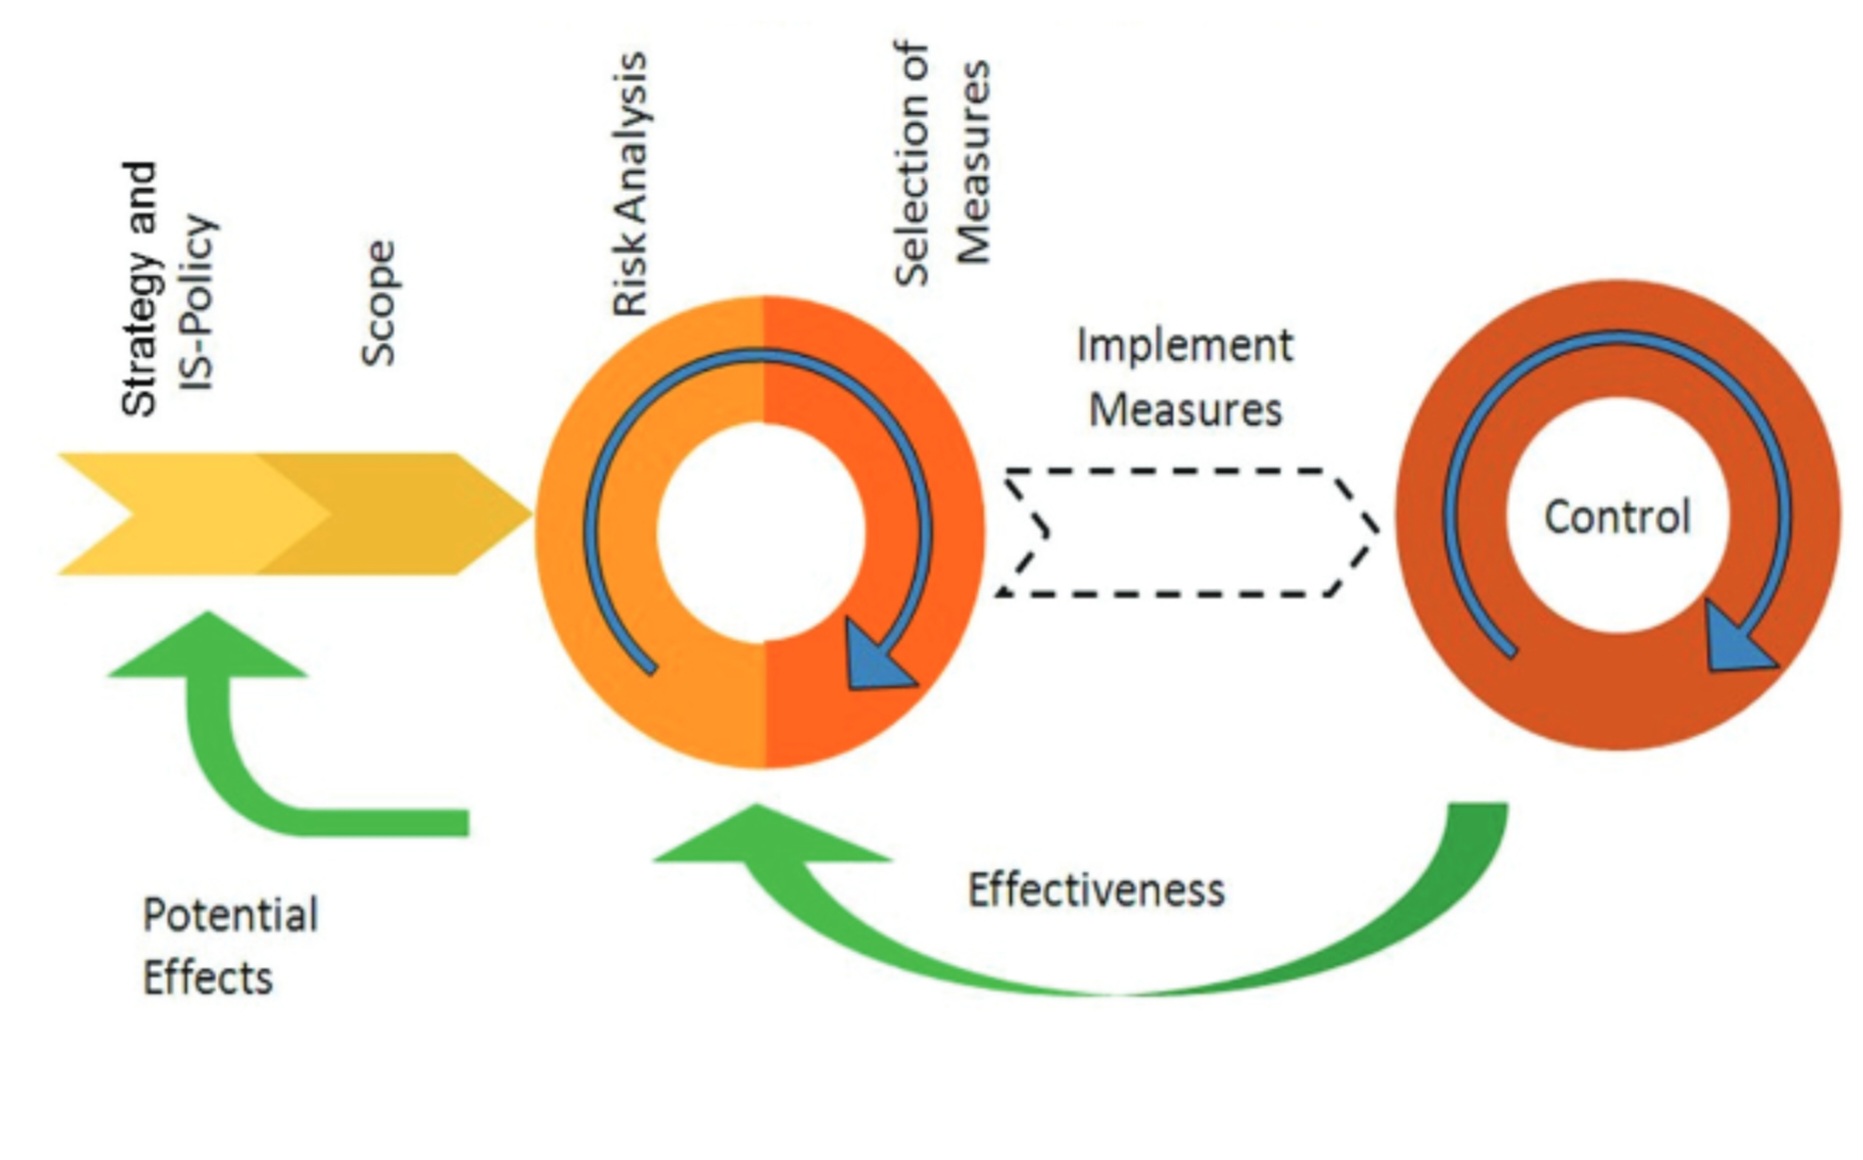 Strategy and
IS-Policy
Scope
Risk Analysis
Selection of
Measures
Implement
Measures
Control
Potential
Effects
Effectiveness